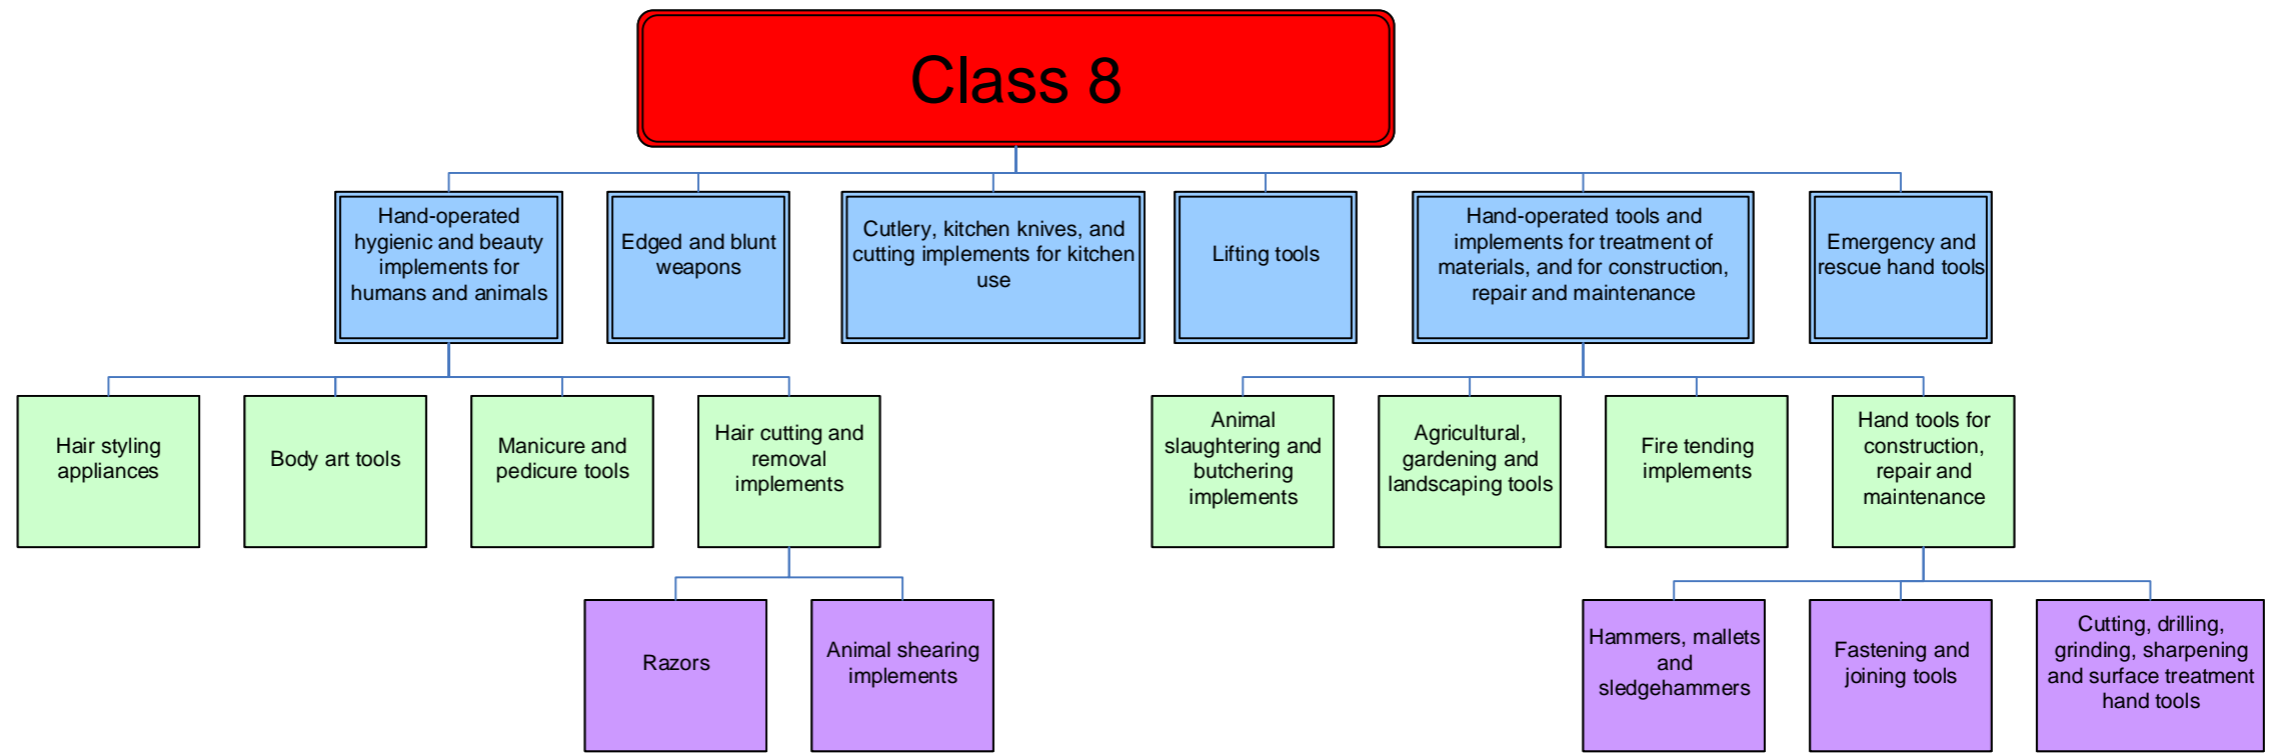 Class 8
Hand-operated
hygienic and beauty
implements for
humans and animals
Edged and blunt
weapons
Cutlery, kitchen knives, and
cutting implements for kitchen
use
Lifting tools
Hand-operated tools and
implements for treatment of
materials, and for construction,
repair and maintenance
Emergency and
rescue hand tools
Hair styling
appliances
Body art tools
Manicure and
pedicure tools
Hair cutting and
removal
implements
Animal
slaughtering and
butchering
implements
Agricultural,
gardening and
landscaping tools
Fire tending
implements
Hand tools for
construction,
repair and
maintenance
Razors
Animal shearing
implements
Hammers, mallets
and
sledgehammers
Fastening and
joining tools
Cutting, drilling,
grinding, sharpening
and surface treatment
hand tools